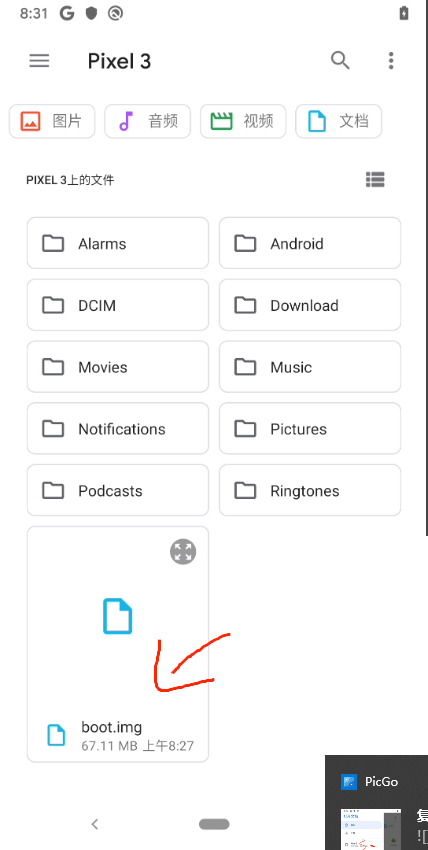 8:31
Pixel 3
图片 音频 视频 文档
PIXEL 3上的文件
Alarms Android
DCIM Download
Movies Music
Notifications Pictures
Podcasts Ringtones
boot.img
67.11 MB 上午8:27
PicGo